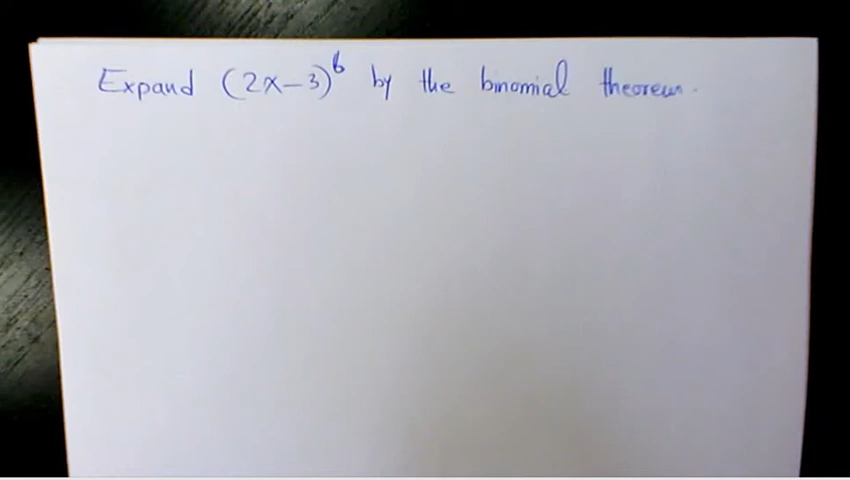 Expand (2x-3)^6 by the binomial theorem.